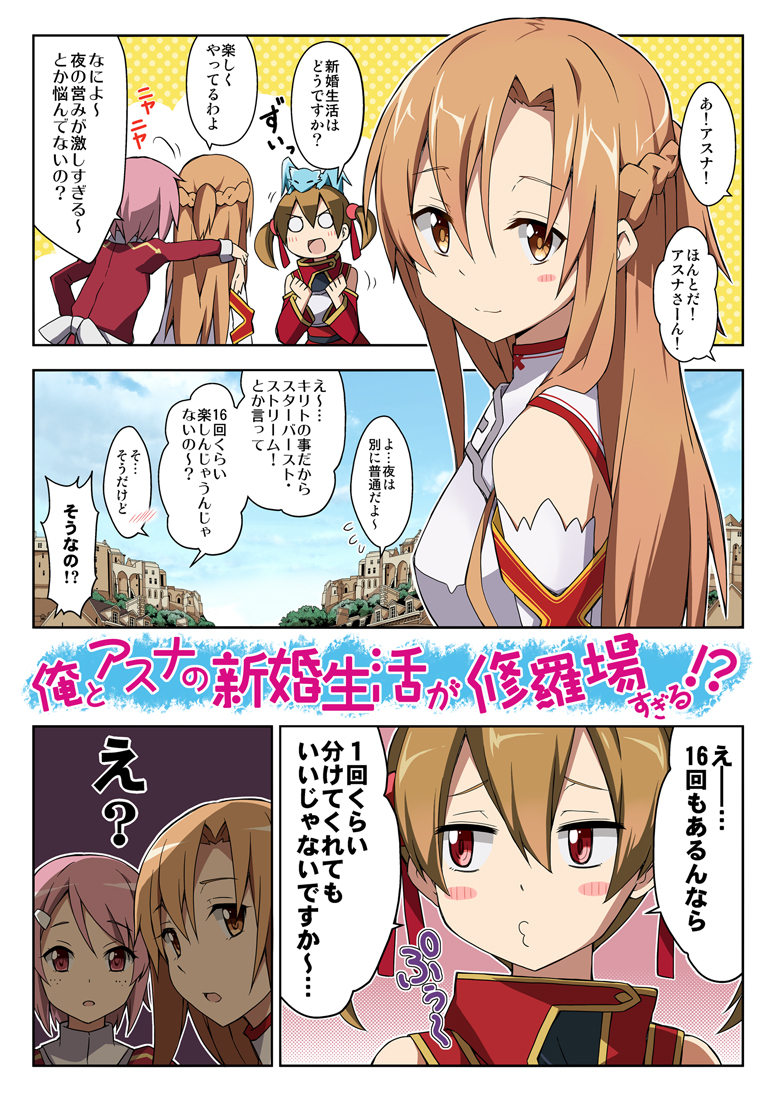 あ!アスナ!
ほんとだ!
アスナさーん!
新婚生活は
どうですか?
ずいっ
楽しく
やってるわよ
ニャ
ニャ
なによ〜
夜の営みが激しすぎる〜
とか悩んでないの?
よ…夜は
別に普通だよ〜
え〜…
キリトの事だから
スターバースト・
ストリーム!
とか言って
16回くらい
楽しんじゃうんじゃ
ないの〜?
そ…
そうだけど
そうなの!?
俺とアスナの新婚生活が修羅場すぎる!?
え――…
16回もあるんなら
1回くらい
分けてくれても
いいじゃないですか〜…
ぷぅ〜
え?